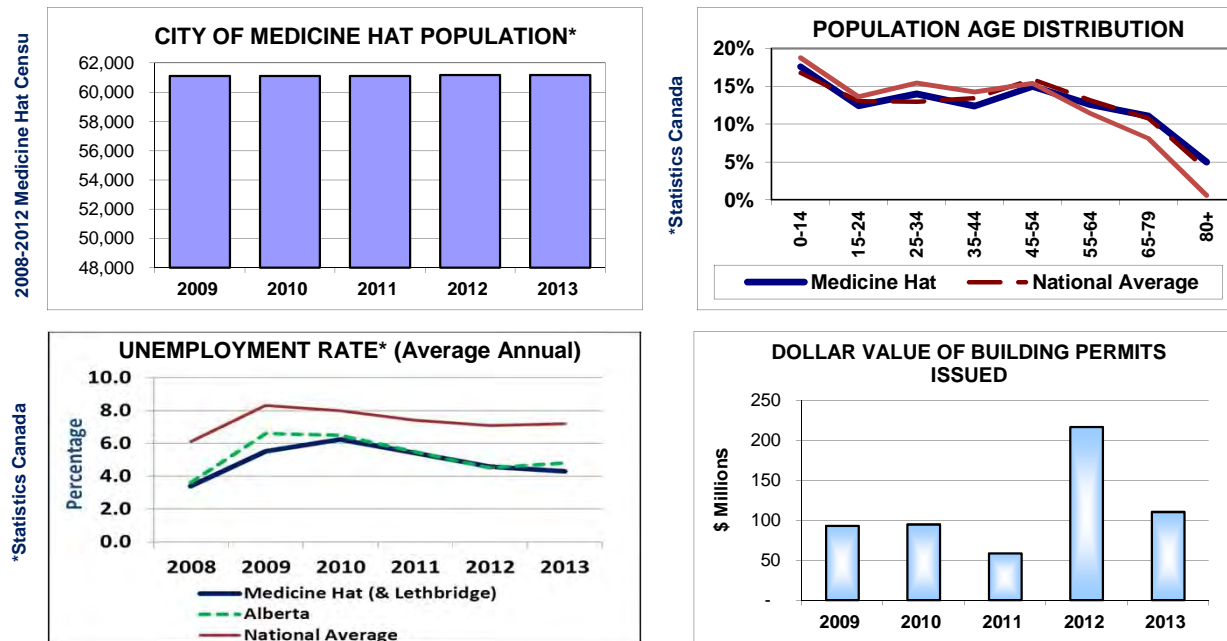 2008-2012 Medicine Hat Censu
CITY OF MEDICINE HAT POPULATION*
62,000
60,000
58,000
56,000
54,000
52,000
50,000
48,000
2009 2010 2011 2012 2013
*Statistics Canada
POPULATION AGE DISTRIBUTION
20%
15%
10%
5%
0%
0-14 15-24 25-34 35-44 45-54 55-64 65-79 80+
Medicine Hat National Average
*Statistics Canada
UNEMPLOYMENT RATE* (Average Annual)
Percentage
10.0
8.0
6.0
4.0
2.0
0.0
2008 2009 2010 2011 2012 2013
Medicine Hat (& Lethbridge)
Alberta
National Average
DOLLAR VALUE OF BUILDING PERMITS
ISSUED
$ Millions
250
200
150
100
50
-
2009 2010 2011 2012 2013